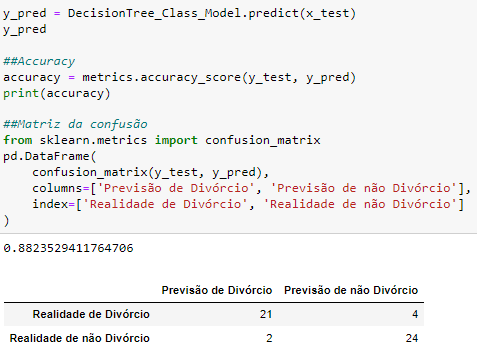 y_pred = DecisionTree_Class_Model.predict(x_test)
y_pred
##Accuracy
accuracy = metrics.accuracy_score(y_test, y_pred)
print(accuracy)
##Matriz da confusão
from sklearn.metrics import confusion_matrix
pd.DataFrame(
    confusion_matrix(y_test, y_pred),
    columns=['Previsão de Divórcio', 'Previsão de não Divórcio'],
    index=['Realidade de Divórcio', 'Realidade de não Divórcio']
)
0.8823529411764706
Previsão de Divórcio Previsão de não Divórcio
Realidade de Divórcio 21 4
Realidade de não Divórcio 2 24